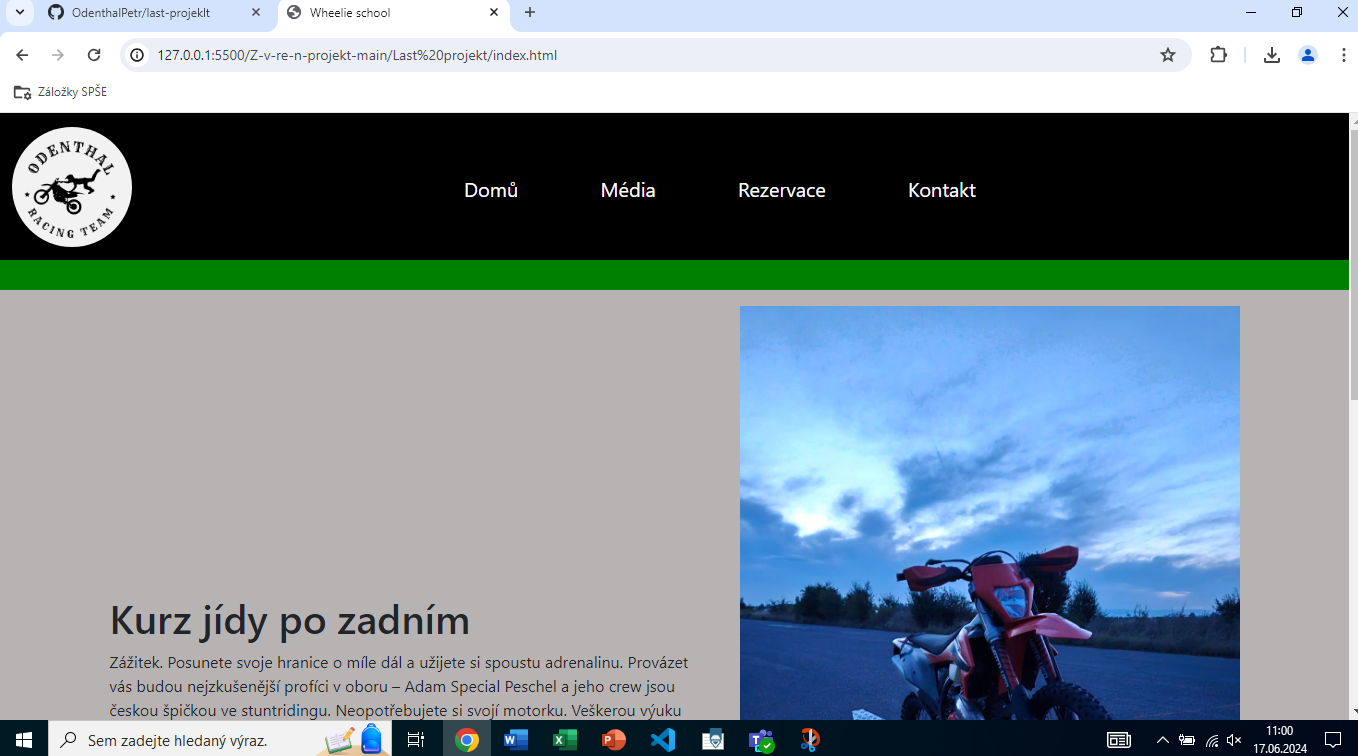 OdenthalPetr/last-projeklt
Wheelie school
127.0.0.1:5500/Z-v-re-n-projekt-main/Last%20projekt/index.html
Záložky SPŠE
ODENTHAL
RACING TEAM
Domů
Média
Rezervace
Kontakt
Kurz jídy po zadním
Zážitek. Posunete svoje hranice o míle dál a užijete si spoustu adrenalinu. Provázet
vás budou nejzkušenější profíci v oboru – Adam Special Peschel a jeho crew jsou
českou špičkou ve stuntridingu. Neopotřebujete si svojí motorku. Veškerou výuku
Sem zadejte hledaný výraz.
11:00
17.06.2024